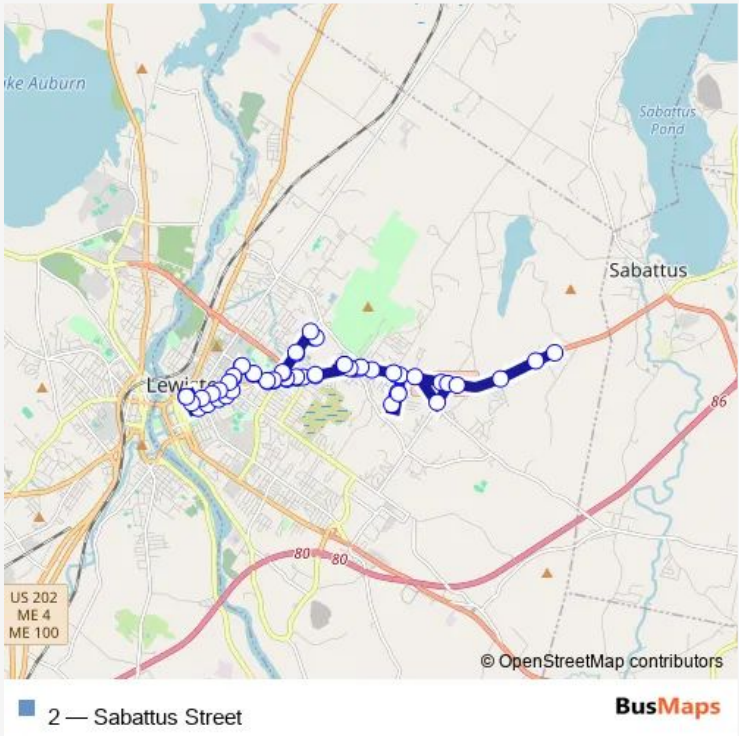 ke Auburn
Sabattus
Pond
Sabattus
Lewist
86
80 80
US 202
ME 4
ME 100
© OpenStreetMap contributors
2 — Sabattus Street
BusMaps